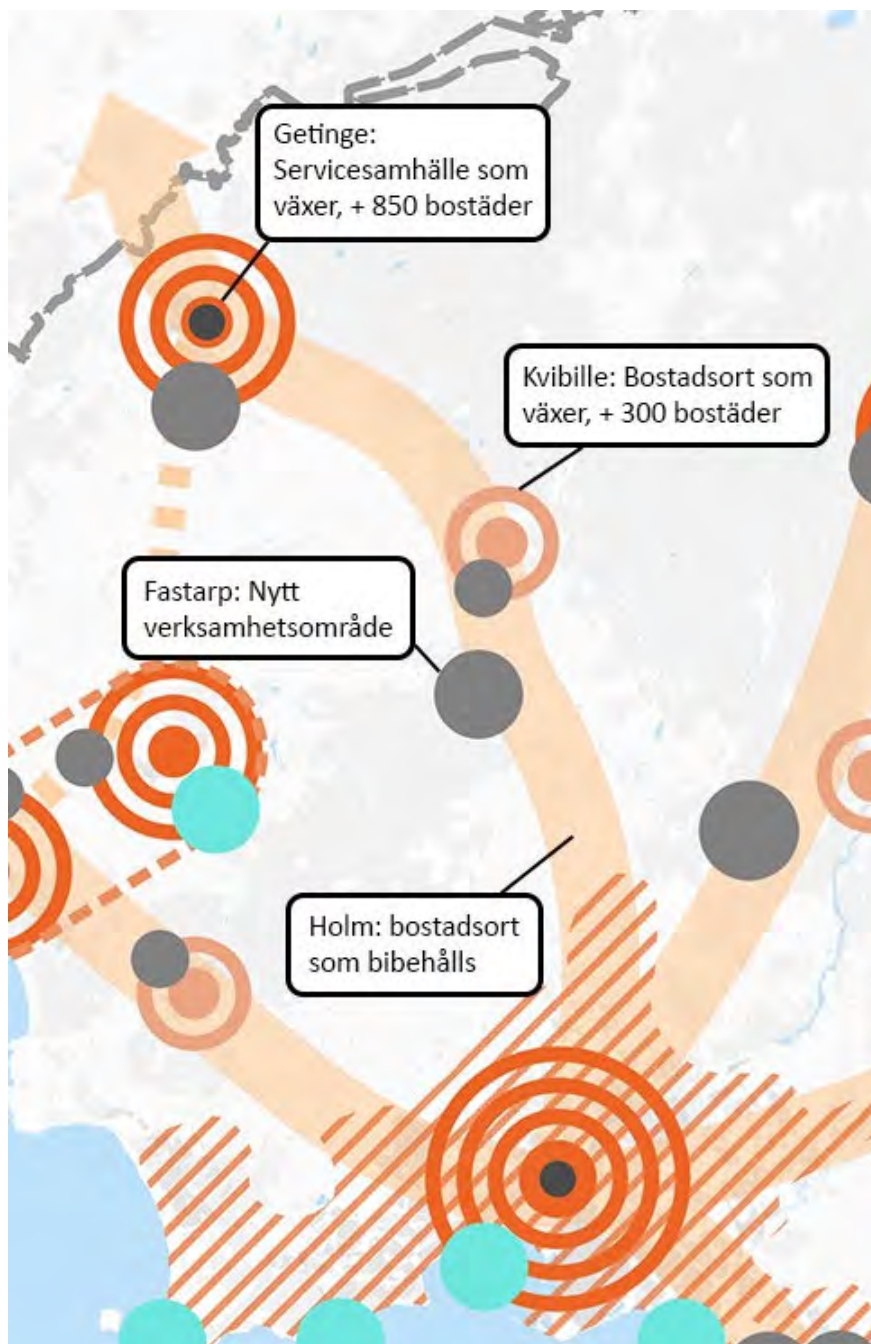 Getinge:
Servicesamhälle som
växer, + 850 bostäder
Kvibille: Bostadsort som
växer, + 300 bostäder
Fastarp: Nytt
verksamhetsområde
Holm: bostadsort
som bibehålls